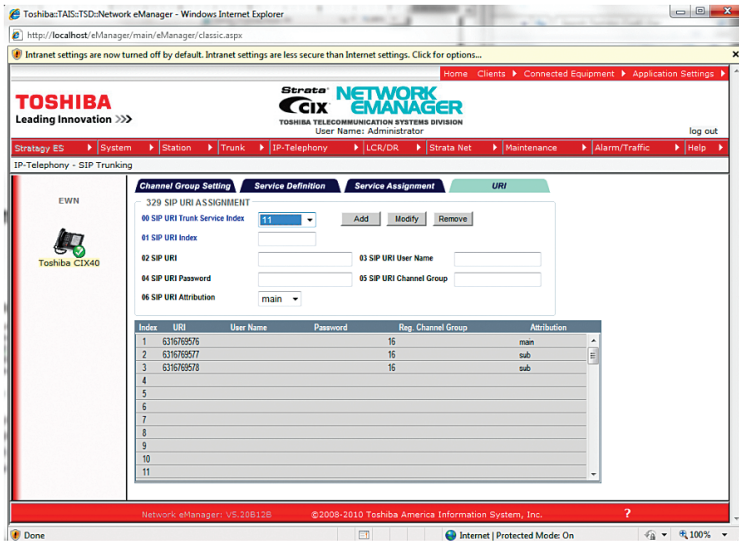 Toshiba::TAIS::TSD::Network eManager - Windows Internet Explorer
http://localhost/eManager/main/eManager/classic.aspx
Intranet settings are now turned off by default. Intranet settings are less secure than Internet settings. Click for options...
Home Clients Connected Equipment Application Settings
TOSHIBA
Leading Innovation >>>
Strata CIX NETWORK EMANAGER
TOSHIBA TELECOMMUNICATION SYSTEMS DIVISION
User Name: Administrator
log out
Stratagy ES System Station Trunk IP-Telephony LCR/DR Strata Net Maintenance Alarm/Traffic Help
IP-Telephony - SIP Trunking
EWN
Toshiba CIX40
Channel Group Setting Service Definition Service Assignment URI
329 SIP URI ASSIGNMENT
00 SIP URI Trunk Service Index 11 Add Modify Remove
01 SIP URI Index
02 SIP URI 03 SIP URI User Name
04 SIP URI Password 05 SIP URI Channel Group
06 SIP URI Attribution main
Index URI User Name Password Reg. Channel Group Attribution
1 6316769576 16 main
2 6316769577 16 sub
3 6316769578 16 sub
4
5
6
7
8
9
10
11
Network eManager: V5.20B12B ©2008-2010 Toshiba America Information System, Inc. ?
Done Internet | Protected Mode: On 100%